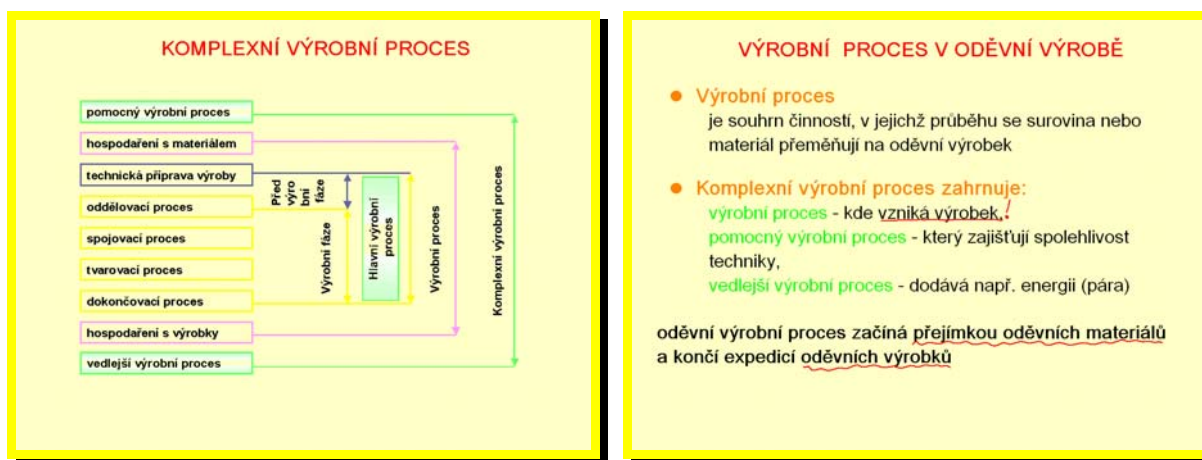 KOMPLEXNÍ VÝROBNÍ PROCES
pomocný výrobní proces
hospodaření s materiálem
technická příprava výroby
oddělovací proces
spojovací proces
tvarovací proces
dokončovací proces
hospodaření s výrobky
vedlejší výrobní proces
Před
výro
bní
fáze
Výrobní fáze
Hlavní výrobní
proces
Výrobní proces
Komplexní výrobní proces
VÝROBNÍ PROCES V ODĚVNÍ VÝROBĚ
● Výrobní proces
je souhrn činností, v jejichž průběhu se surovina nebo
materiál přeměňují na oděvní výrobek
● Komplexní výrobní proces zahrnuje:
výrobní proces - kde vzniká výrobek,!
pomocný výrobní proces - který zajišťují spolehlivost
techniky,
vedlejší výrobní proces - dodává např. energii (pára)
oděvní výrobní proces začíná přejímkou oděvních materiálů
a končí expedicí oděvních výrobků